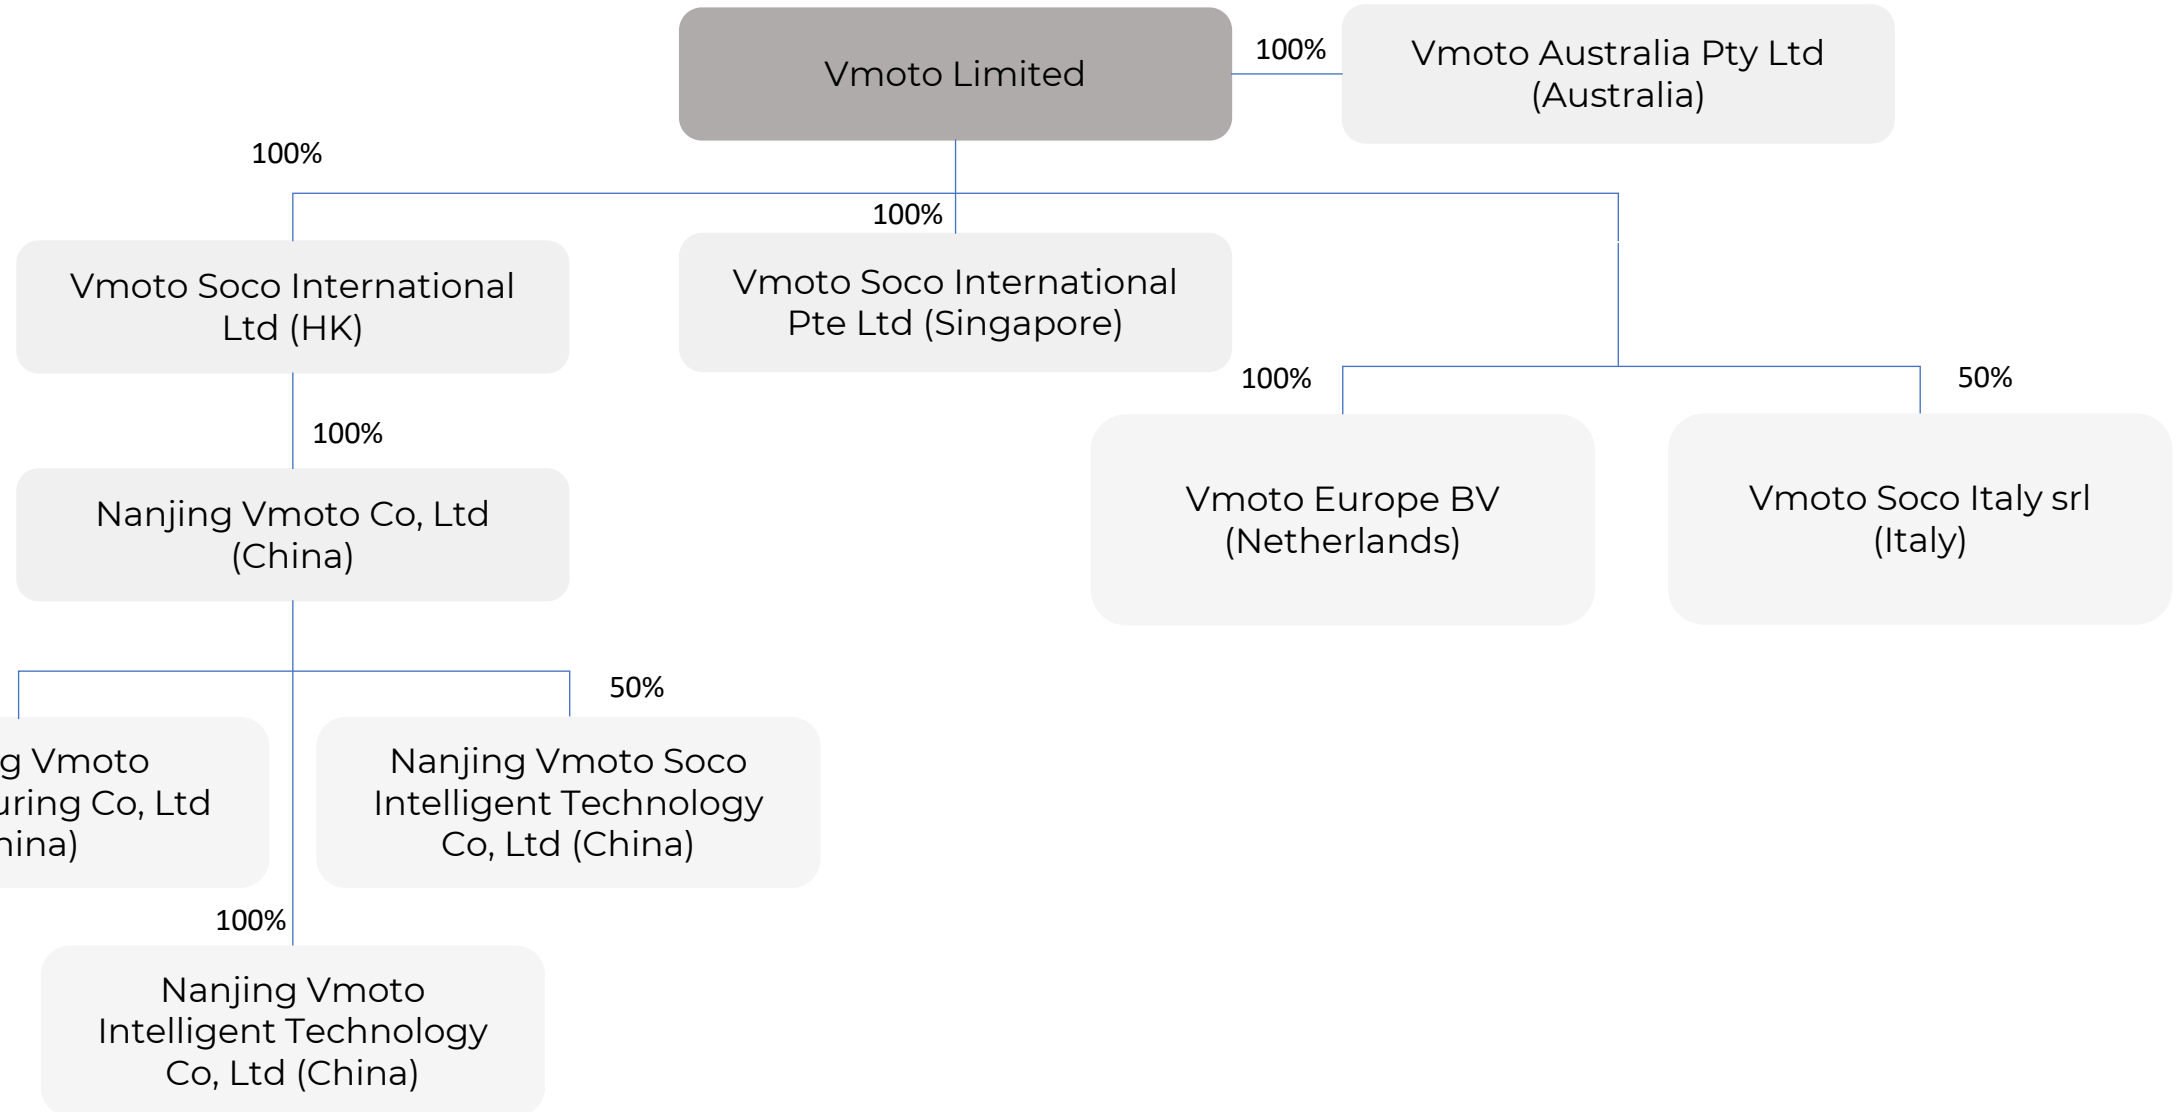 Vmoto Limited
100%
Vmoto Australia Pty Ltd
(Australia)
100%
100%
Vmoto Soco International
Ltd (HK)
Vmoto Soco International
Pte Ltd (Singapore)
100%
50%
100%
Nanjing Vmoto Co, Ltd
(China)
Vmoto Europe BV
(Netherlands)
Vmoto Soco Italy srl
(Italy)
50%
Vmoto
Co, Ltd
Nanjing Vmoto Soco
Intelligent Technology
Co, Ltd (China)
100%
Nanjing Vmoto
Intelligent Technology
Co, Ltd (China)